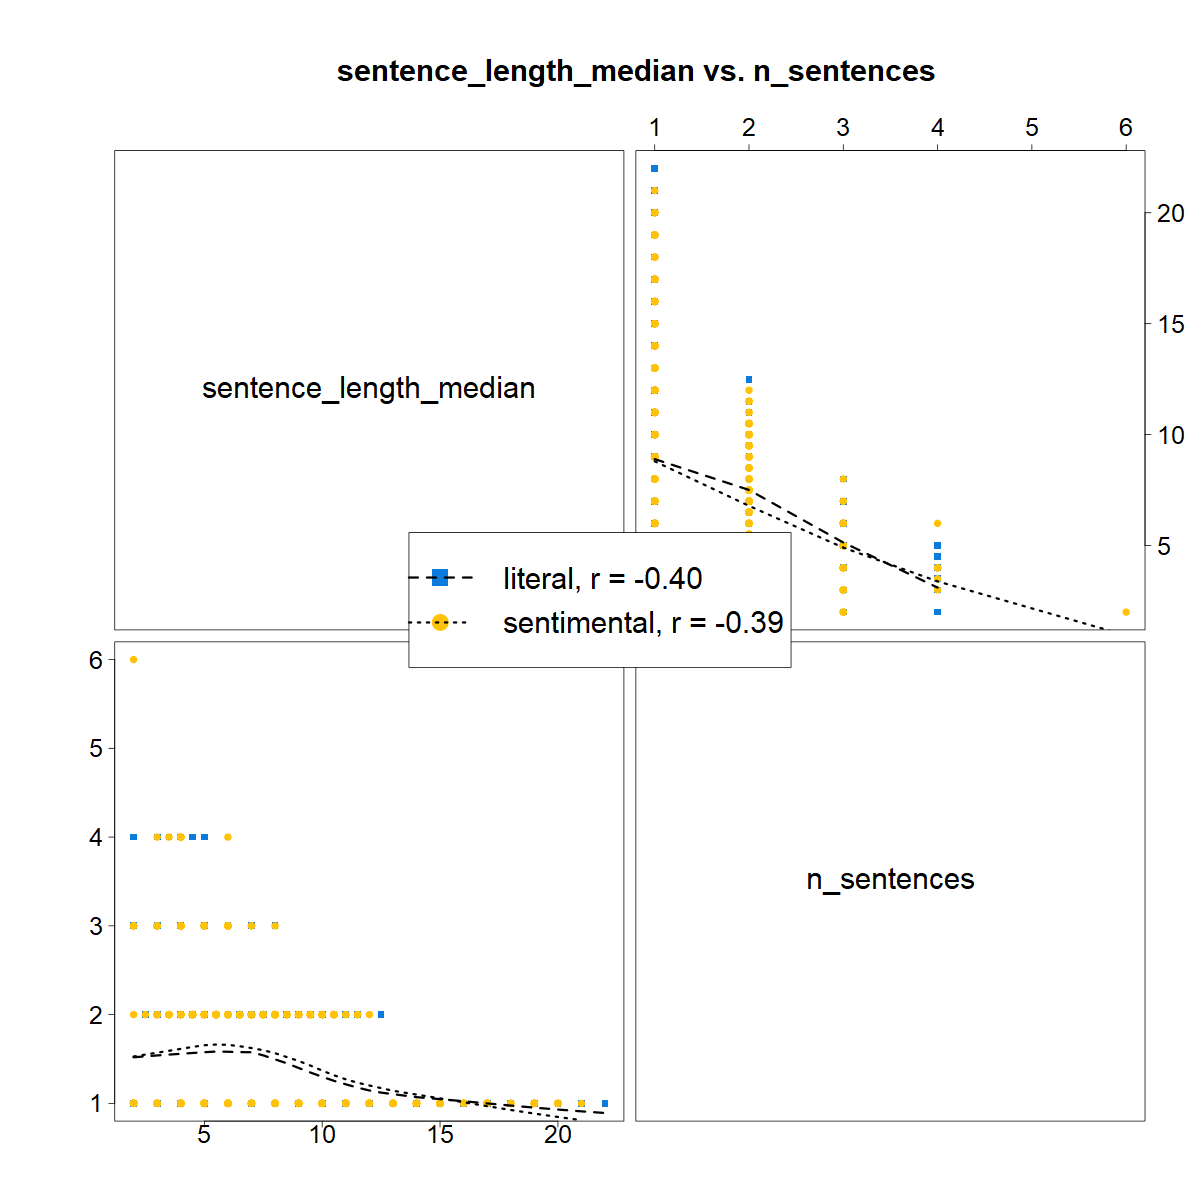 sentence_length_median vs. n_sentences
1 2 3 4 5 6
sentence_length_median
20
15
10
5
literal, r = -0.40
sentimental, r = -0.39
6
5
4
3
2
1
n_sentences
5 10 15 20